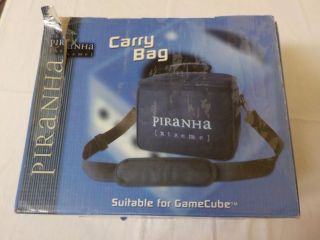 PIRANHA
[xtreme]
Carry
Bag
PIRANHA
PIRANHA
[xtreme]
Suitable for GameCube™